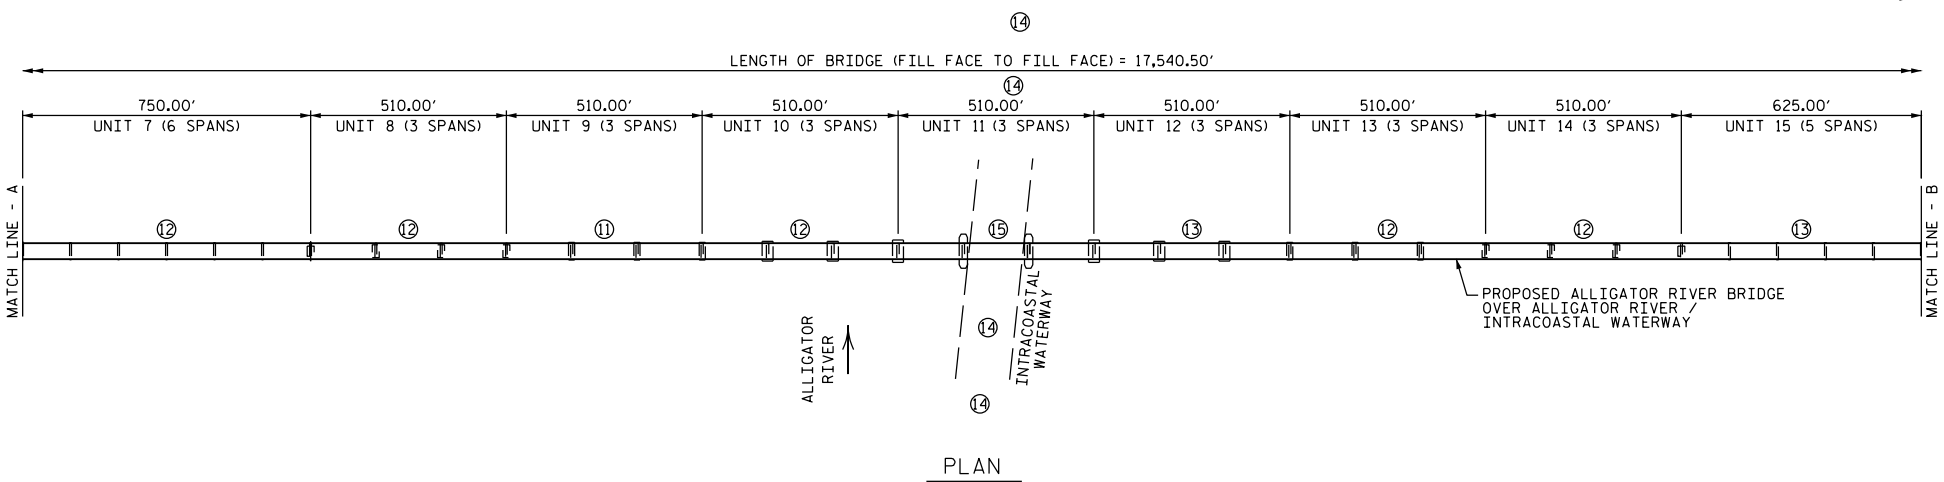 ⑭
LENGTH OF BRIDGE (FILL FACE TO FILL FACE) = 17,540.50'
⑭
750.00' 510.00' 510.00' 510.00' 510.00' 510.00' 510.00' 510.00' 625.00'
UNIT 7 (6 SPANS) UNIT 8 (3 SPANS) UNIT 9 (3 SPANS) UNIT 10 (3 SPANS) UNIT 11 (3 SPANS) UNIT 12 (3 SPANS) UNIT 13 (3 SPANS) UNIT 14 (3 SPANS) UNIT 15 (5 SPANS)
MATCH LINE - A
⑫ ⑫ ⑪ ⑫ ⑮ ⑬ ⑫ ⑫ ⑬
MATCH LINE - B
PROPOSED ALLIGATOR RIVER BRIDGE
OVER ALLIGATOR RIVER /
INTRACOASTAL WATERWAY
ALLIGATOR
RIVER
⑭
INTRACOASTAL
WATERWAY
⑭
PLAN